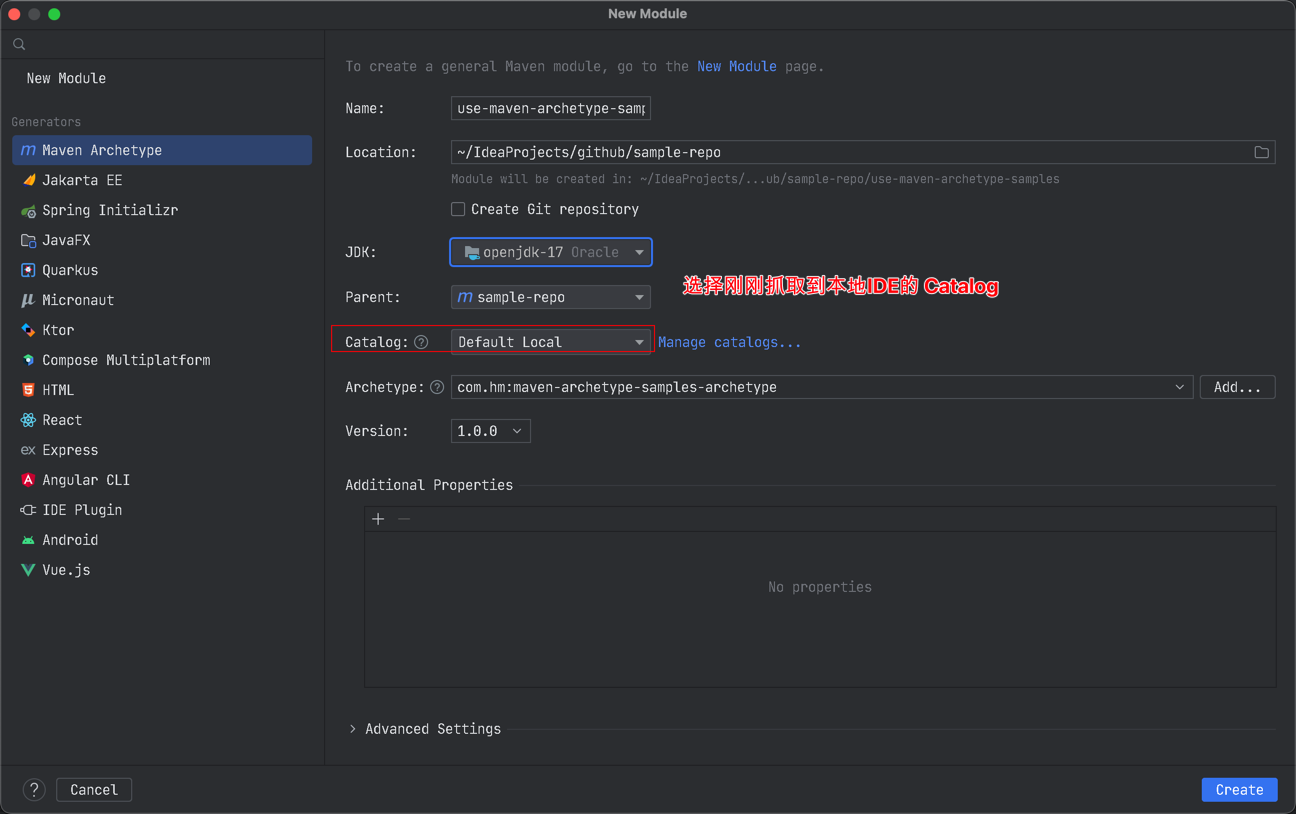 New Module
New Module
Generators
Maven Archetype
Jakarta EE
Spring Initializr
JavaFX
Quarkus
Micronaut
Ktor
Compose Multiplatform
HTML
React
Express
Angular CLI
IDE Plugin
Android
Vue.js
To create a general Maven module, go to the New Module page.
Name: use-maven-archetype-samp
Location: ~/IdeaProjects/github/sample-repo
Module will be created in: ~/IdeaProjects/...ub/sample-repo/use-maven-archetype-samples
Create Git repository
JDK: openjdk-17 Oracle
选择刚刚抓取到本地IDE的 Catalog
Parent: sample-repo
Catalog: ? Default Local Manage catalogs...
Archetype: ? com.hm:maven-archetype-samples-archetype Add...
Version: 1.0.0
Additional Properties
No properties
Advanced Settings
? Cancel Create